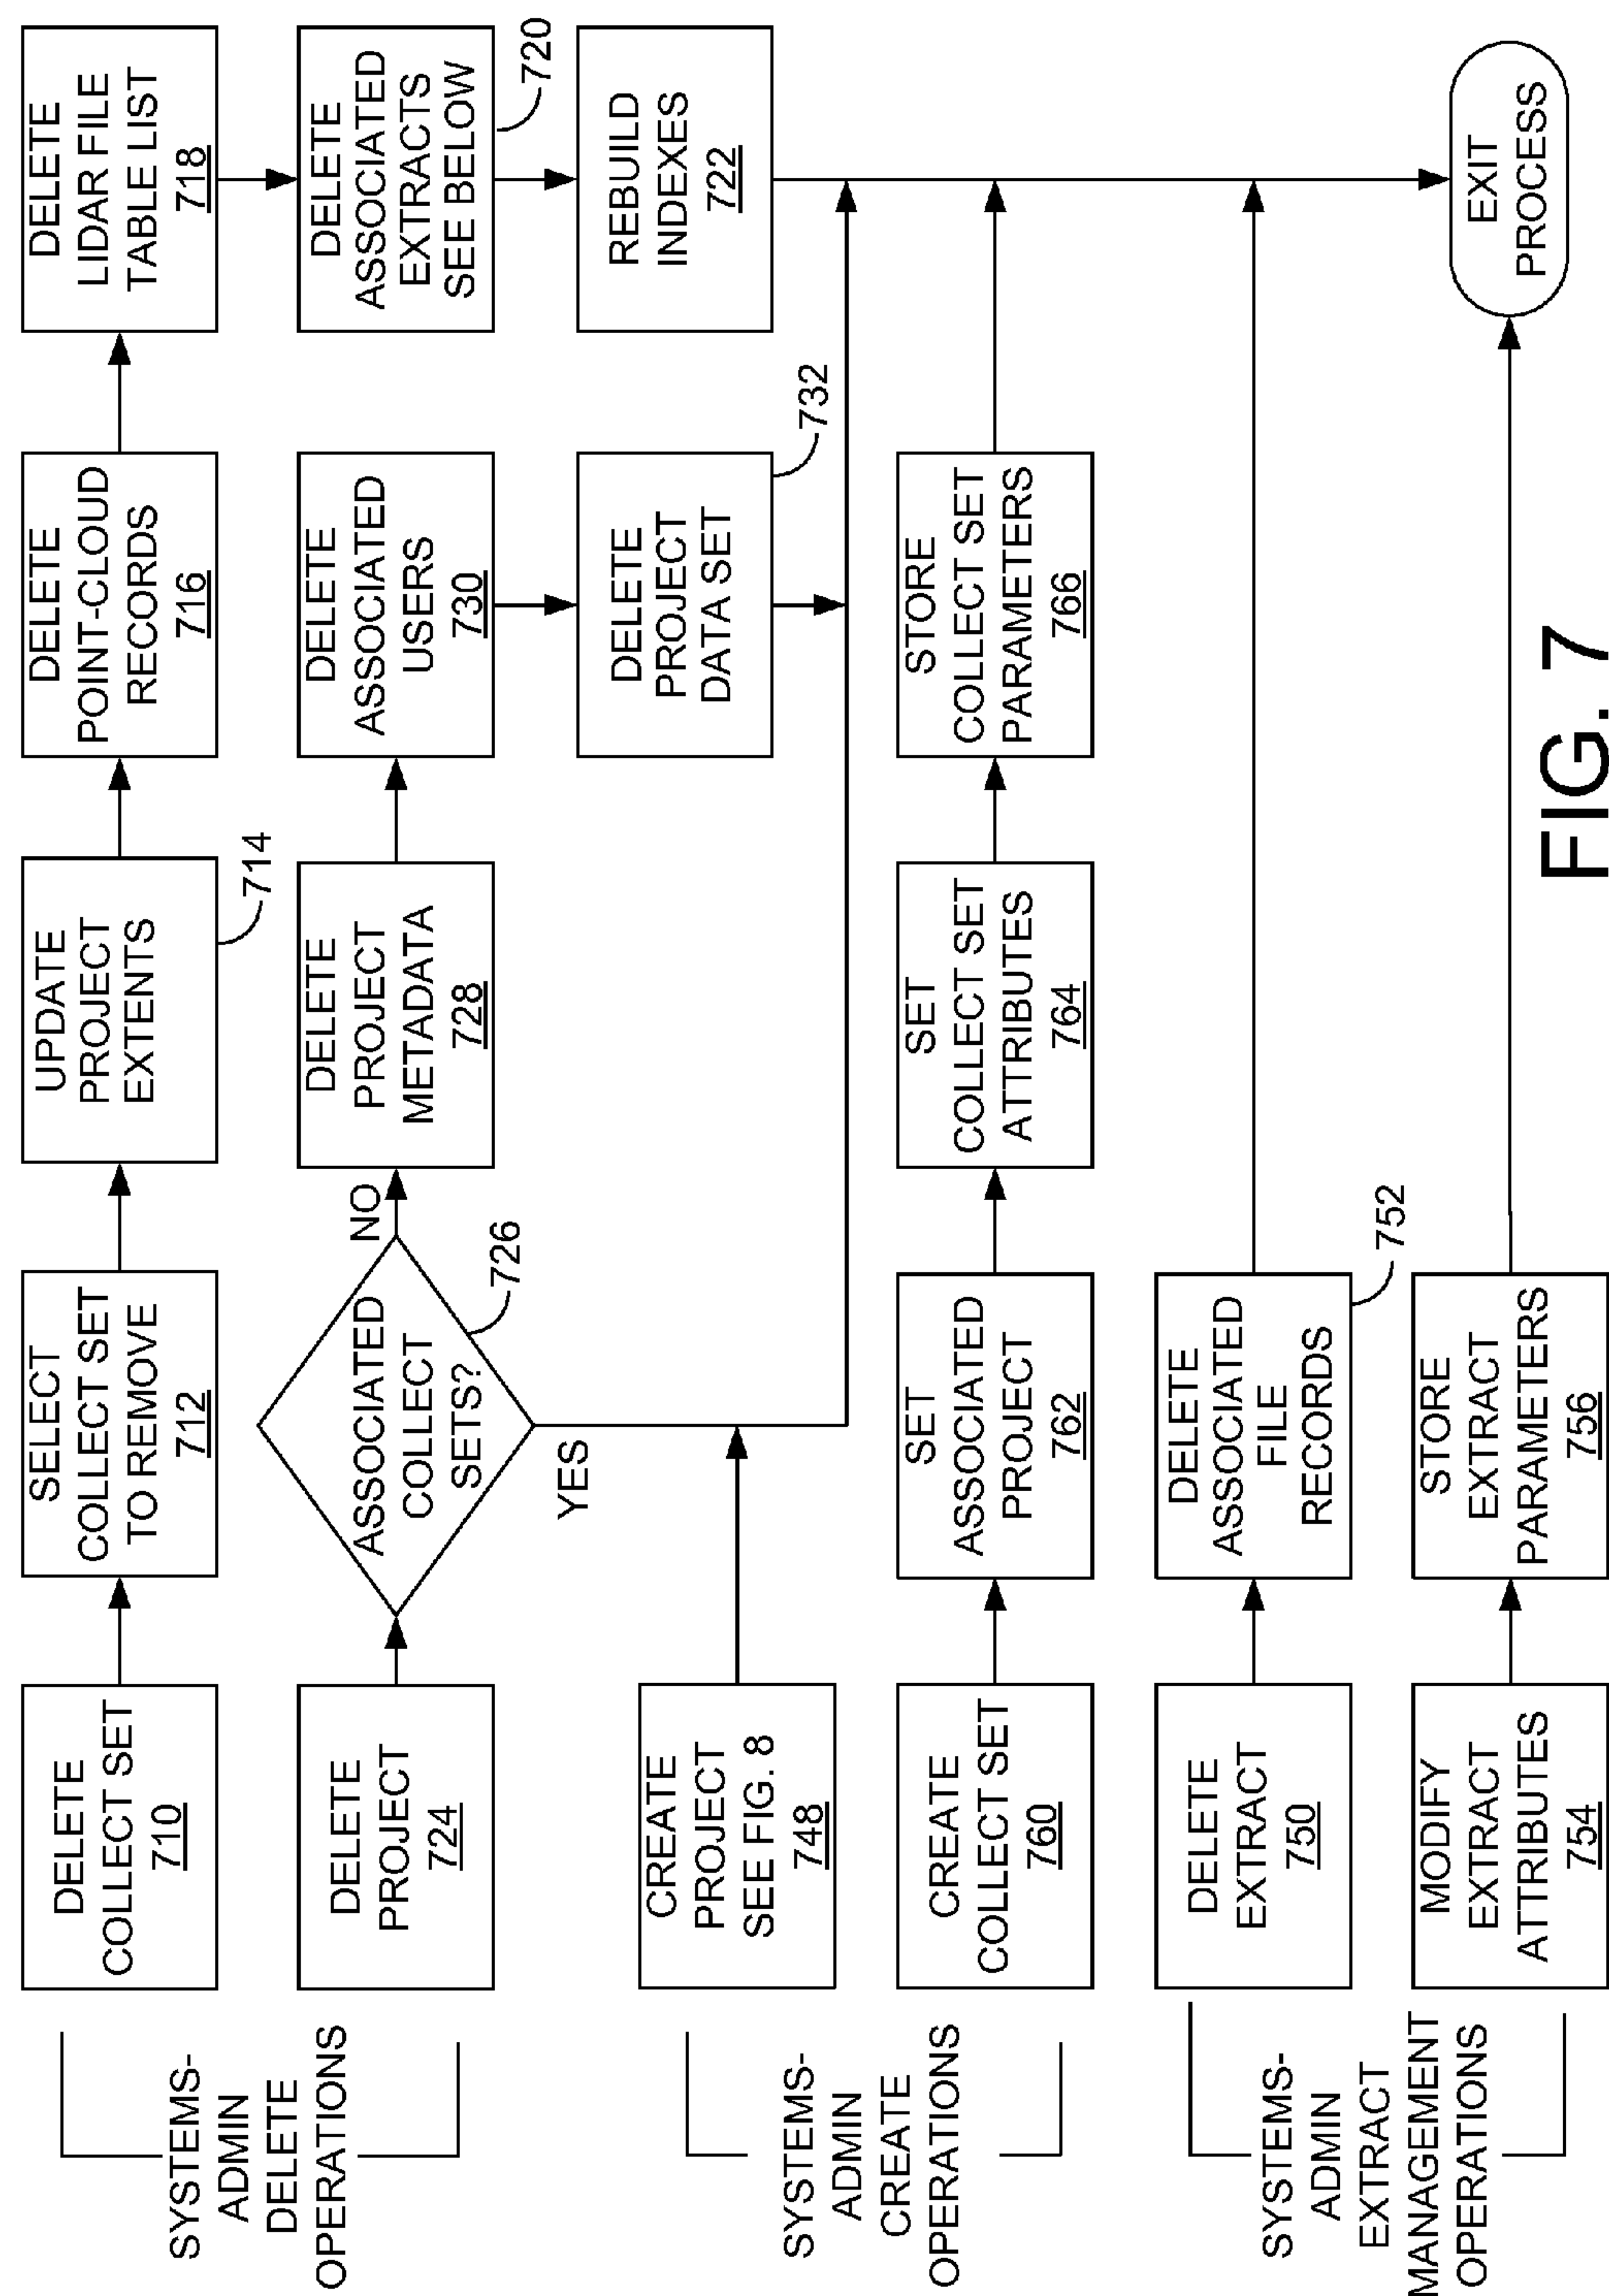 SYSTEMS-
ADMIN
DELETE
OPERATIONS
DELETE
COLLECT SET
710
SELECT
COLLECT SET
TO REMOVE
712
UPDATE
PROJECT
EXTENTS
714
DELETE
POINT-CLOUD
RECORDS
716
DELETE
LIDAR FILE
TABLE LIST
718
DELETE
PROJECT
724
ASSOCIATED
COLLECT
SETS?
726
NO
YES
DELETE
PROJECT
METADATA
728
DELETE
ASSOCIATED
USERS
730
DELETE
ASSOCIATED
EXTRACTS
SEE BELOW
720
DELETE
PROJECT
DATA SET
732
REBUILD
INDEXES
722
SYSTEMS-
ADMIN
CREATE
OPERATIONS
CREATE
PROJECT
SEE FIG. 8
748
CREATE
COLLECT SET
760
SET
ASSOCIATED
PROJECT
762
SET
COLLECT SET
ATTRIBUTES
764
STORE
COLLECT SET
PARAMETERS
766
SYSTEMS-
ADMIN
EXTRACT
MANAGEMENT
OPERATIONS
DELETE
EXTRACT
750
DELETE
ASSOCIATED
FILE
RECORDS
752
MODIFY
EXTRACT
ATTRIBUTES
754
STORE
EXTRACT
PARAMETERS
756
EXIT
PROCESS
FIG. 7